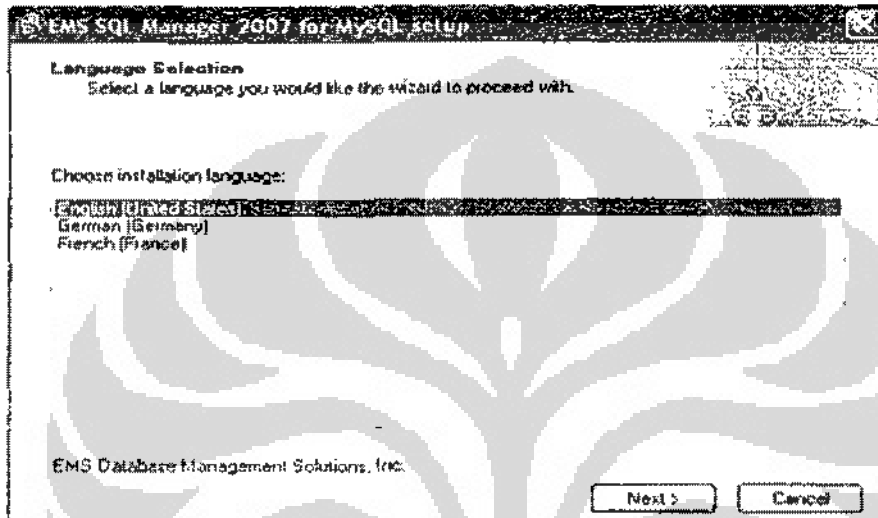 EMS SQL Manager 2007 for MySQL Setup
Language Selection
Select a language you would like the wizard to proceed with.
Choose installation language:
English [United States]
German [Germany]
French [France]
EMS Database Management Solutions, Inc.
Next >
Cancel